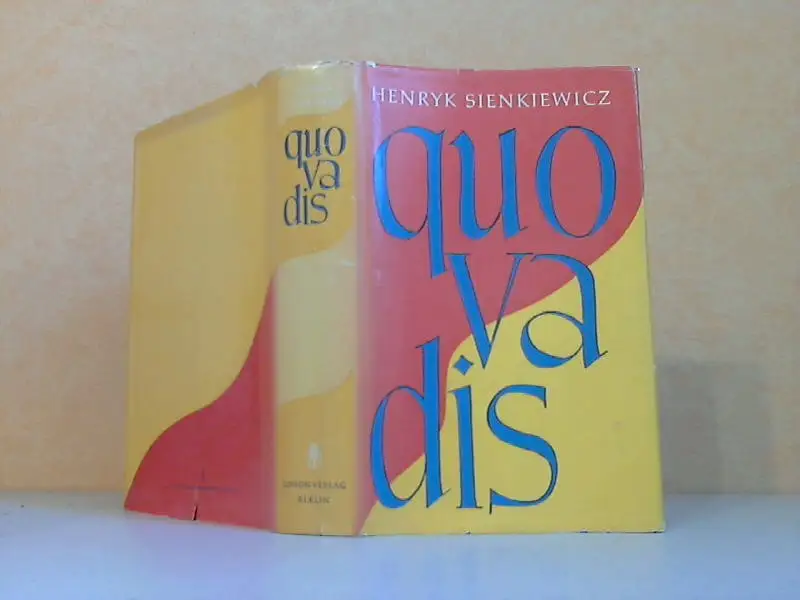 quo
va
dis
UNION VERLAG
BERLIN
HENRYK SIENKIEWICZ
quo
va
dis